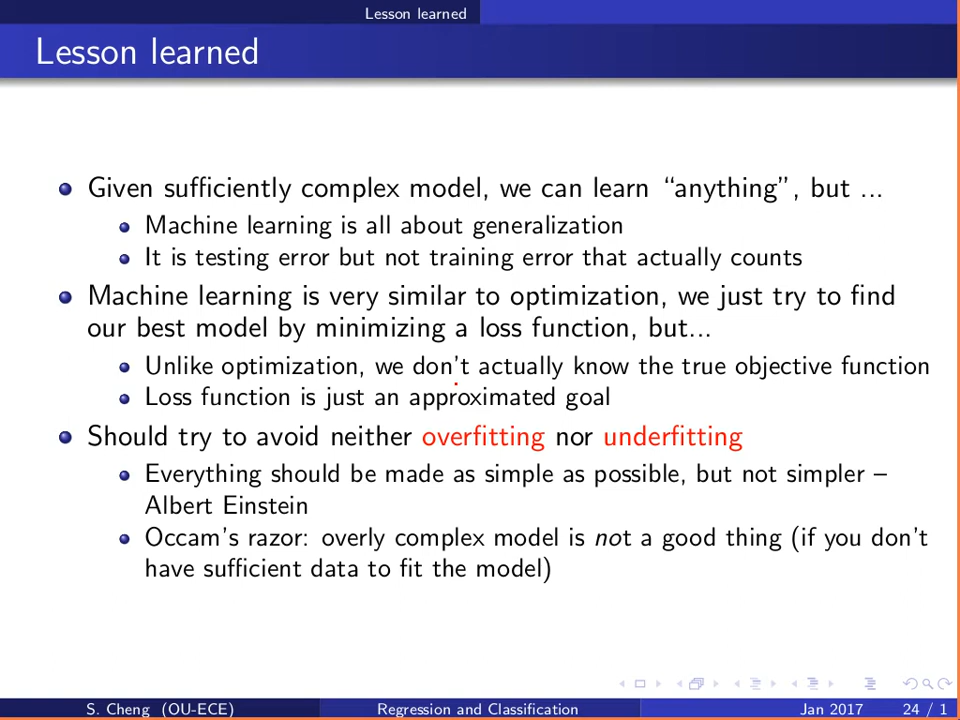 Lesson learned
Lesson learned
Given sufficiently complex model, we can learn “anything”, but ...
Machine learning is all about generalization
It is testing error but not training error that actually counts
Machine learning is very similar to optimization, we just try to find
our best model by minimizing a loss function, but...
Unlike optimization, we don’t actually know the true objective function
Loss function is just an approximated goal
Should try to avoid neither overfitting nor underfitting
Everything should be made as simple as possible, but not simpler –
Albert Einstein
Occam’s razor: overly complex model is not a good thing (if you don’t
have sufficient data to fit the model)
S. Cheng (OU-ECE) Regression and Classification Jan 2017 24 / 1